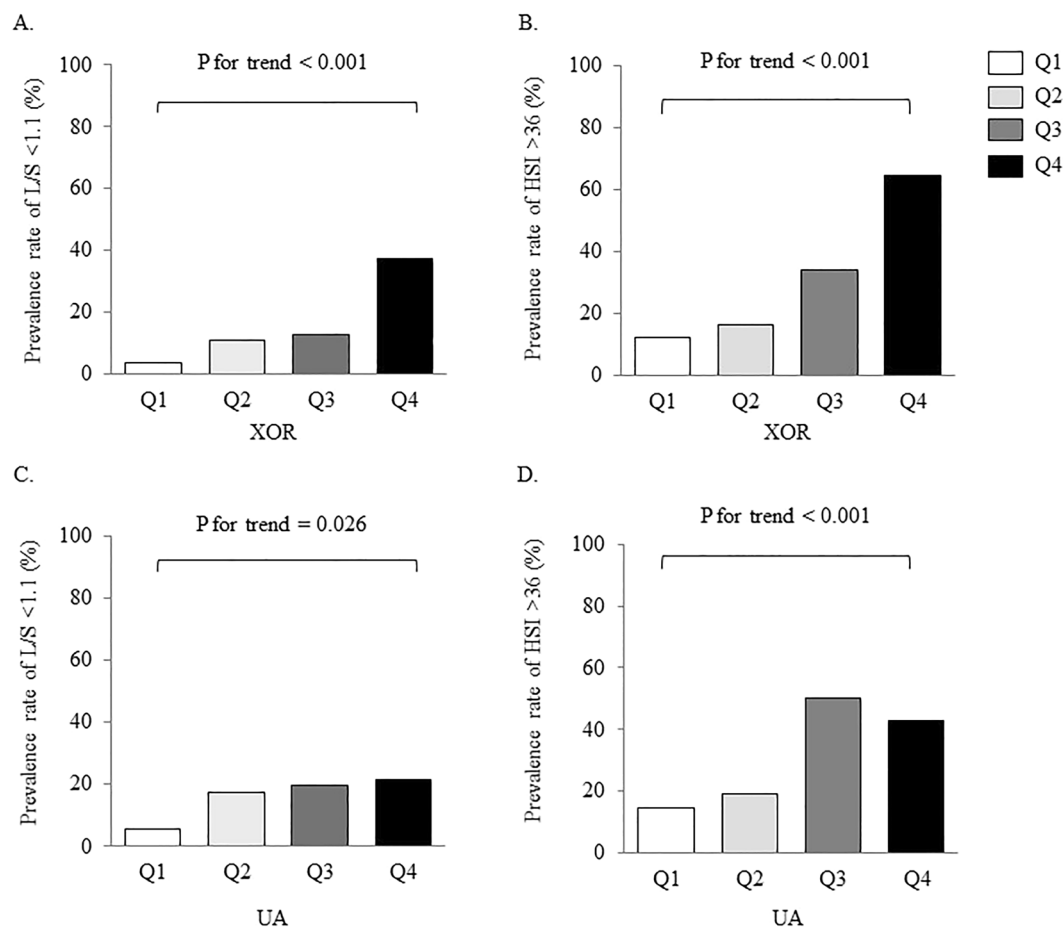 A.
P for trend < 0.001
Prevalence rate of L/S <1.1 (%)
100
80
60
40
20
0
Q1 Q2 Q3 Q4
XOR
B.
P for trend < 0.001
Prevalence rate of HSI >36 (%)
100
80
60
40
20
0
Q1 Q2 Q3 Q4
XOR
Q1
Q2
Q3
Q4
C.
P for trend = 0.026
Prevalence rate of L/S <1.1 (%)
100
80
60
40
20
0
Q1 Q2 Q3 Q4
UA
D.
P for trend < 0.001
Prevalence rate of HSI >36 (%)
100
80
60
40
20
0
Q1 Q2 Q3 Q4
UA